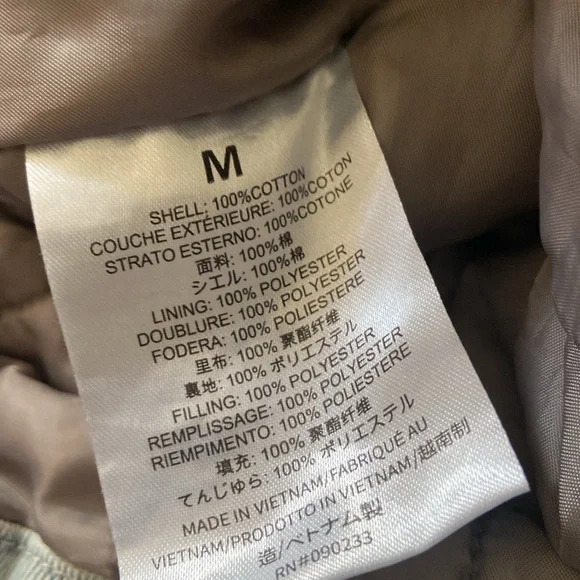 M
SHELL: 100%COTTON
COUCHE EXTÉRIEURE: 100%COTON
STRATO ESTERNO: 100%COTONE
面料: 100%棉
シエル: 100%棉
LINING: 100% POLYESTER
DOUBLURE: 100% POLYESTER
FODERA: 100% POLIESTERE
里布: 100% 聚酯纤维
裏地: 100% ポリエステル
FILLING: 100% POLYESTER
REMPLISSAGE: 100% POLYESTER
RIEMPIMENTO: 100% POLIESTERE
填充: 100% 聚酯纤维
てんじゆら: 100% ポリエステル
MADE IN VIETNAM/FABRIQUÉ AU
VIETNAM/PRODOTTO IN VIETNAM/越南制
造/ベトナム製
RN#090233